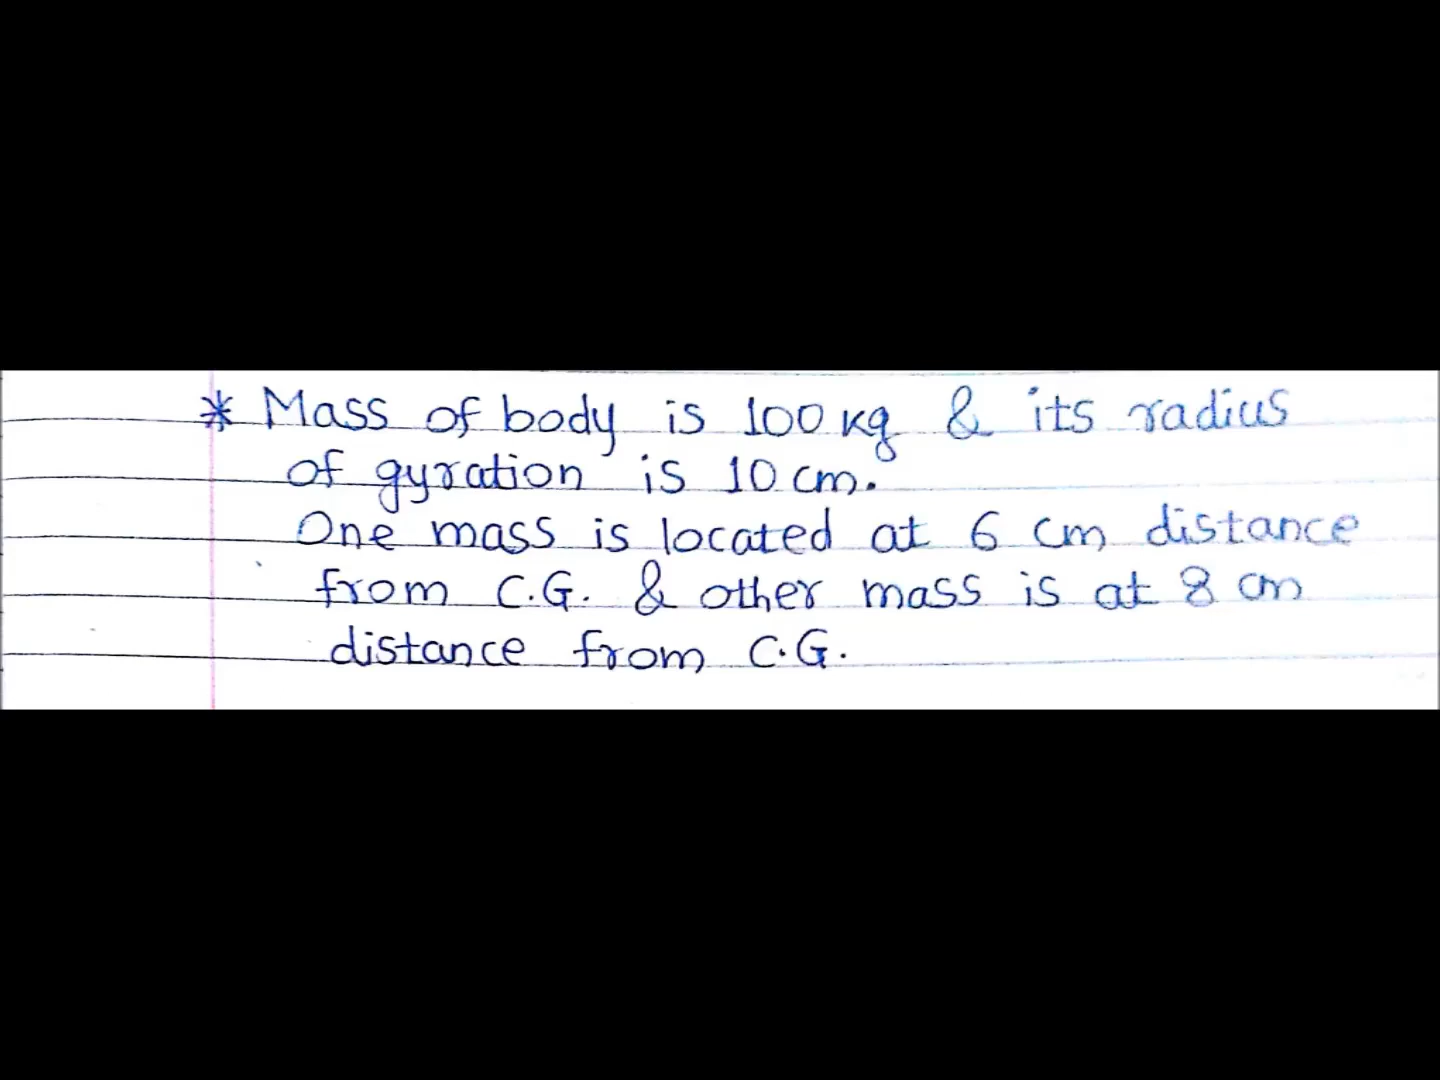 * Mass of body is 100 kg & its radius
of gyration is 10 cm.
One mass is located at 6 cm distance
from C.G. & other mass is at 8 cm
distance from C.G.